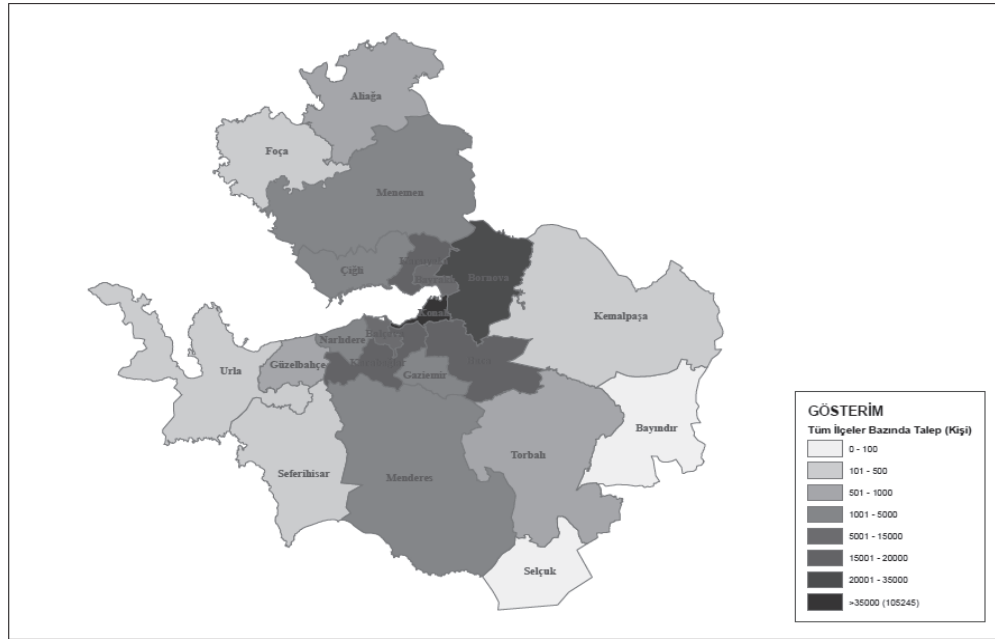 Aliağa
Foça
Menemen
Çiğli
Bornova
Konak
Kemalpaşa
Urla
Güzelbahçe
Narlıdere
Gaziemir
Bayındır
Torbalı
Seferihisar
Menderes
Selçuk
GÖSTERİM
Tüm İlçeler Bazında Talep (Kişi)
0 - 100
101 - 500
501 - 1000
1001 - 5000
5001 - 15000
15001 - 20000
20001 - 35000
>35000 (105245)